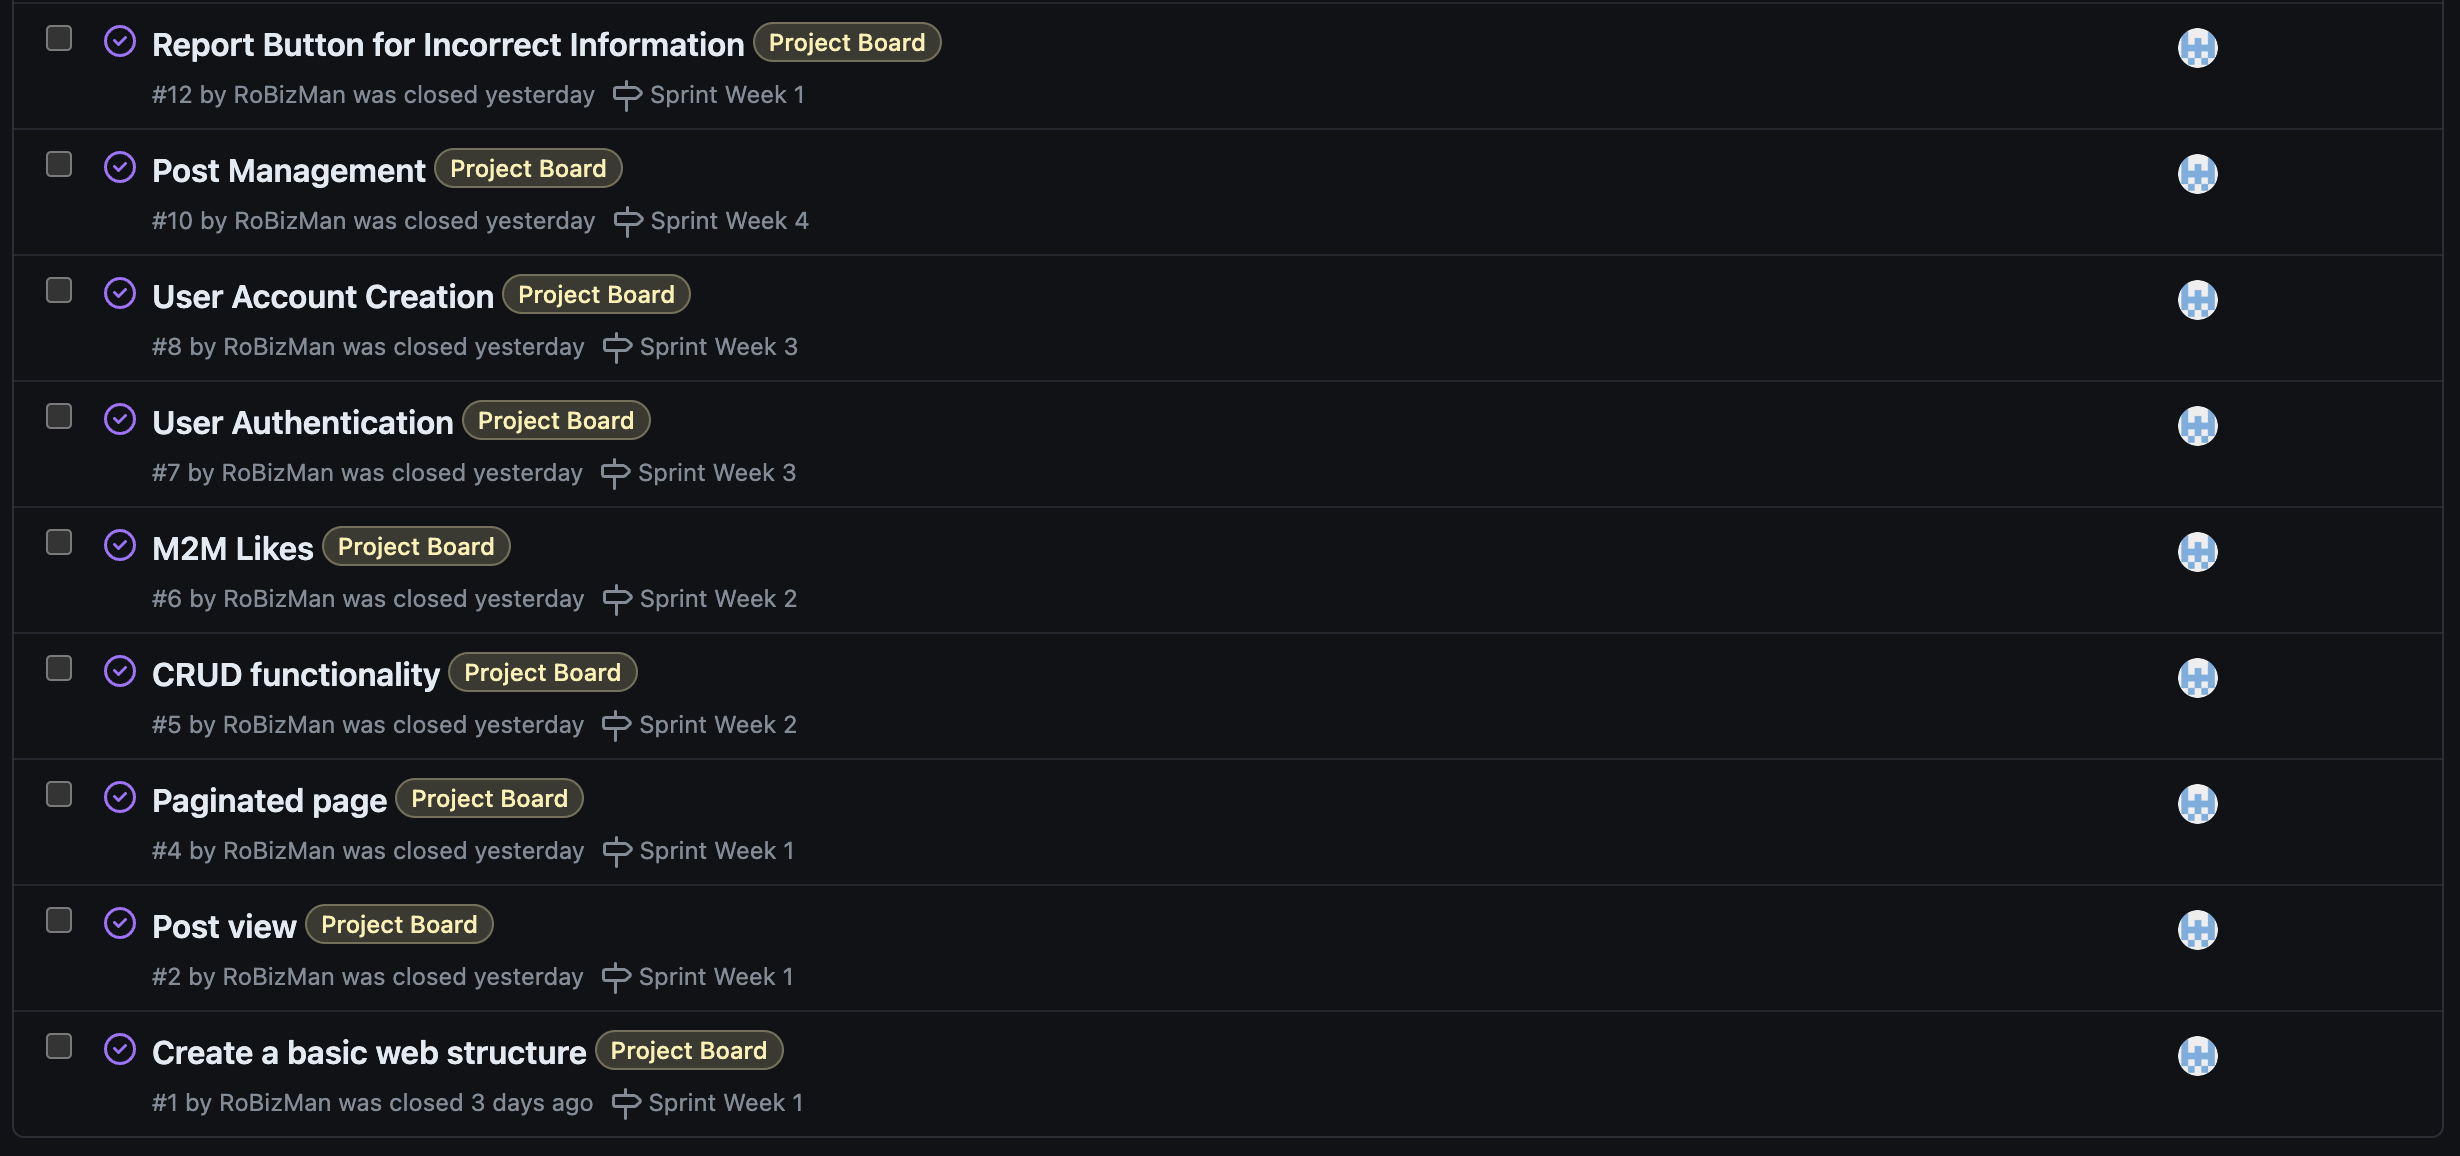 Report Button for Incorrect Information Project Board
#12 by RoBizMan was closed yesterday Sprint Week 1
Post Management Project Board
#10 by RoBizMan was closed yesterday Sprint Week 4
User Account Creation Project Board
#8 by RoBizMan was closed yesterday Sprint Week 3
User Authentication Project Board
#7 by RoBizMan was closed yesterday Sprint Week 3
M2M Likes Project Board
#6 by RoBizMan was closed yesterday Sprint Week 2
CRUD functionality Project Board
#5 by RoBizMan was closed yesterday Sprint Week 2
Paginated page Project Board
#4 by RoBizMan was closed yesterday Sprint Week 1
Post view Project Board
#2 by RoBizMan was closed yesterday Sprint Week 1
Create a basic web structure Project Board
#1 by RoBizMan was closed 3 days ago Sprint Week 1